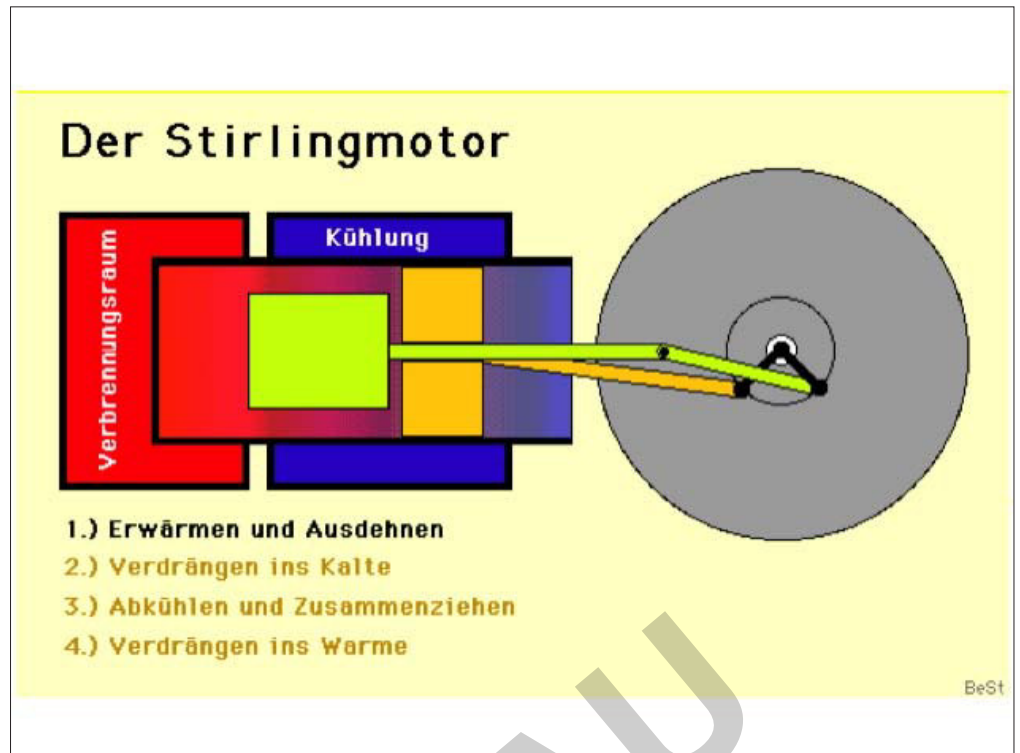 Der Stirlingmotor
Kühlung
Verbrennungsraum
1.) Erwärmen und Ausdehnen
2.) Verdrängen ins Kalte
3.) Abkühlen und Zusammenziehen
4.) Verdrängen ins Warme
BeSt
AU